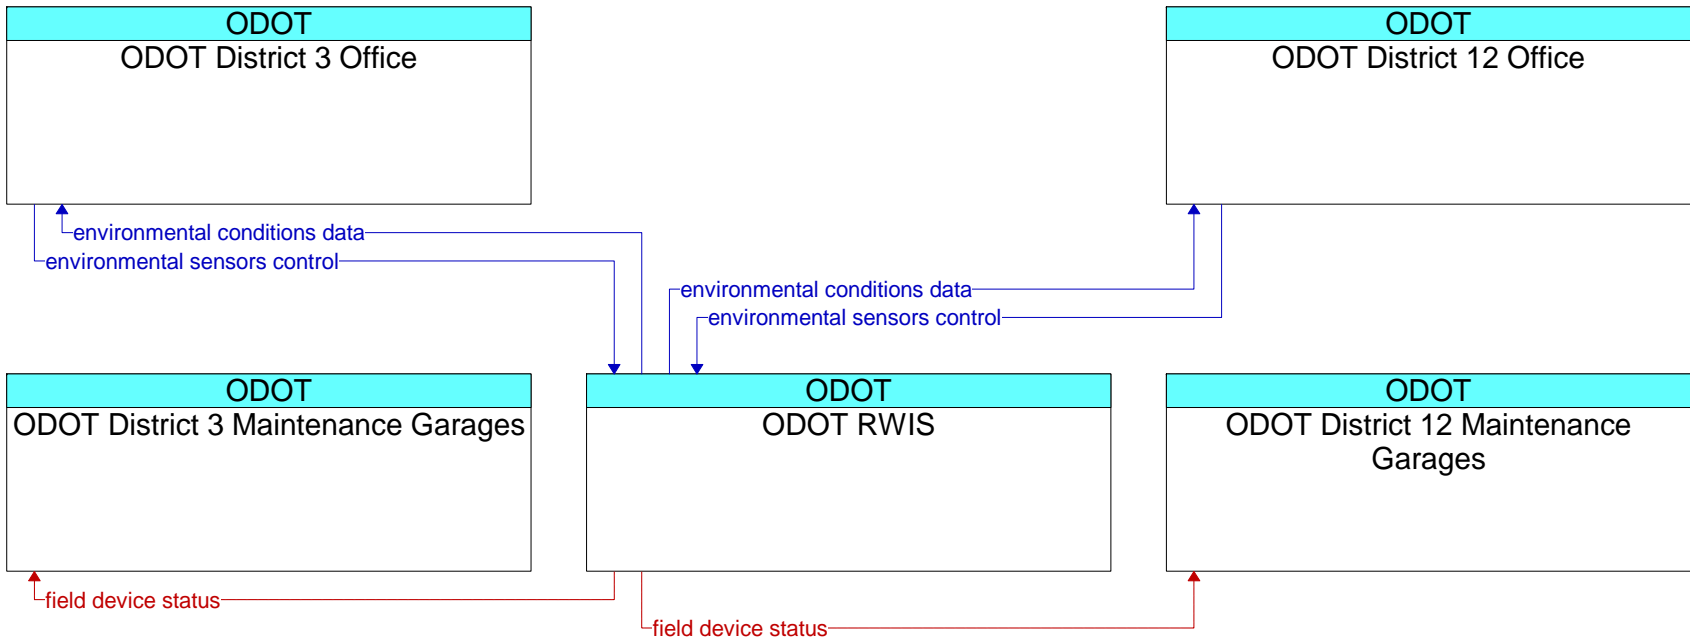 ODOT
ODOT District 3 Office
ODOT
ODOT District 12 Office
environmental conditions data
environmental sensors control
environmental conditions data
environmental sensors control
ODOT
ODOT District 3 Maintenance Garages
ODOT
ODOT RWIS
ODOT
ODOT District 12 Maintenance
Garages
field device status
field device status